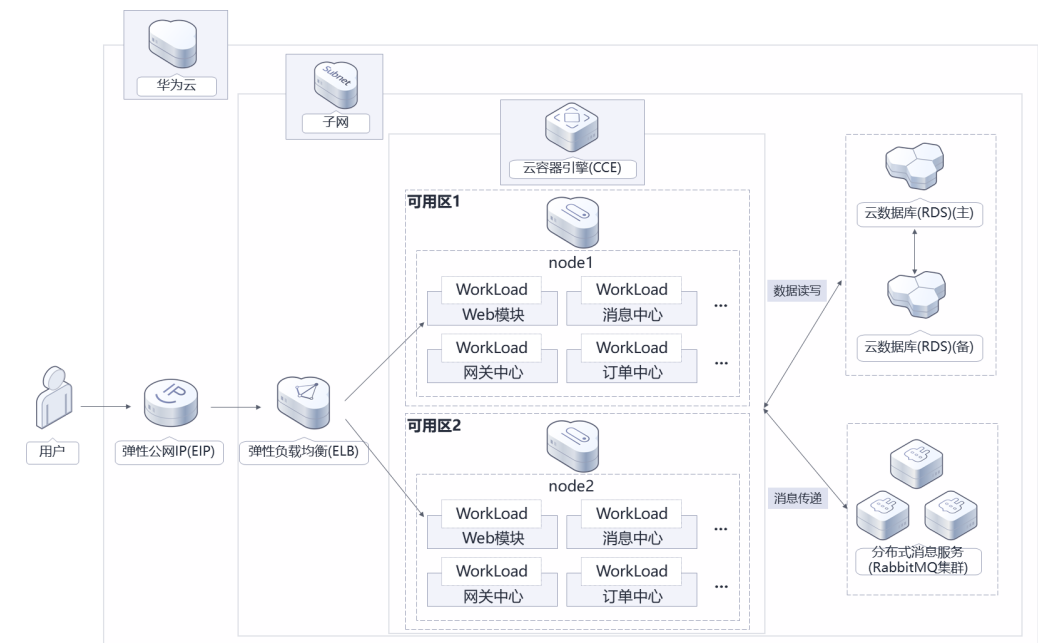 华为云
Subnet
子网
云容器引擎(CCE)
可用区1
node1
WorkLoad
Web模块
WorkLoad
消息中心
...
WorkLoad
网关中心
WorkLoad
订单中心
...
可用区2
node2
WorkLoad
Web模块
WorkLoad
消息中心
...
WorkLoad
网关中心
WorkLoad
订单中心
...
用户
IP
弹性公网IP(EIP)
弹性负载均衡(ELB)
数据读写
消息传递
云数据库(RDS)(主)
云数据库(RDS)(备)
分布式消息服务
(RabbitMQ集群)